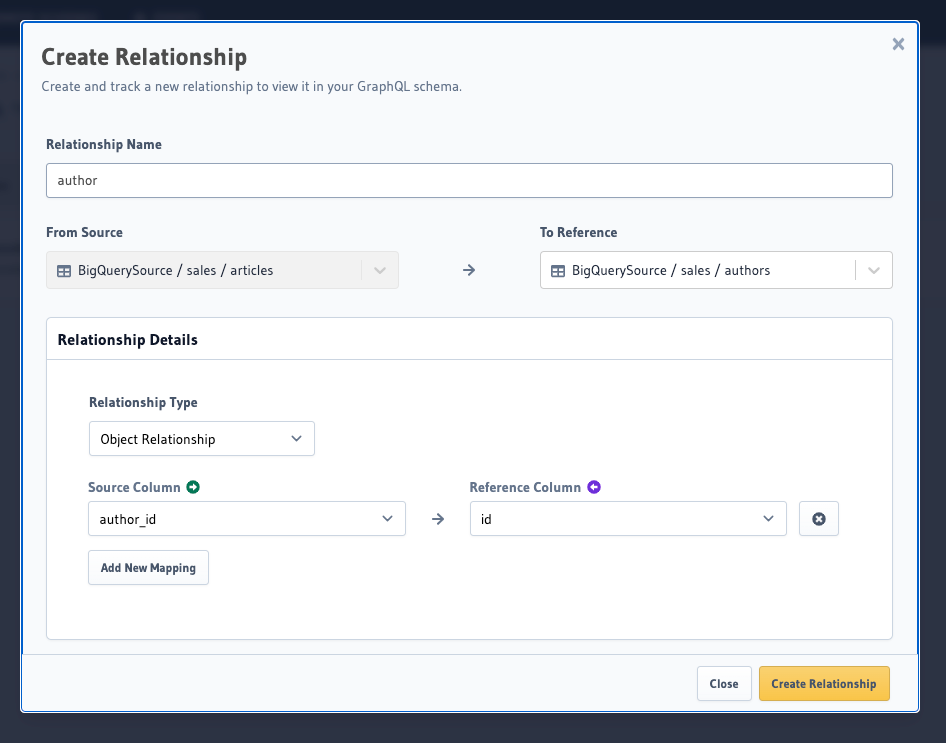 Create Relationship
Create and track a new relationship to view it in your GraphQL schema.
Relationship Name
author
From Source
To Reference
BigQuerySource / sales / articles
BigQuerySource / sales / authors
Relationship Details
Relationship Type
Object Relationship
Source Column
Reference Column
author_id
id
Add New Mapping
Close
Create Relationship